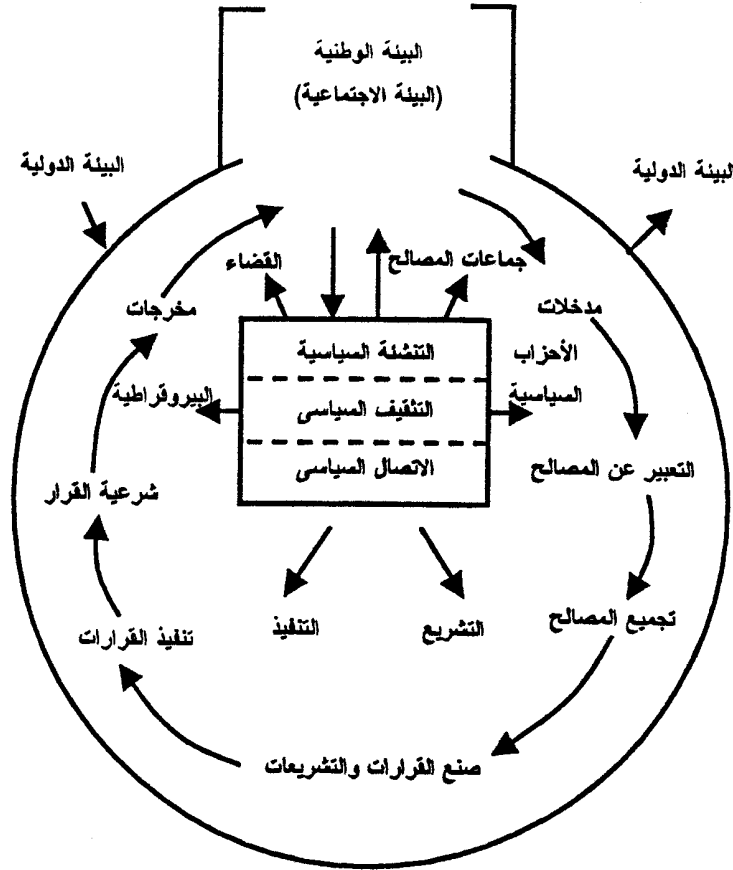 البيئة الوطنية
(البيئة الاجتماعية)
لبيئة الدولية
البيئة الدولية
جماعات المصالح
القضاء
مدخلات
مخرجات
الأحزاب
السياسية
التنشئة السياسية
التثقيف السياسى
الاتصال السياسى
البيروقراطية
التعبير عن المصالح
شرعية القرار
تجميع المصالح
التشريع
التنفيذ
تنفيذ القرارات
صنع القرارات والتشريعات